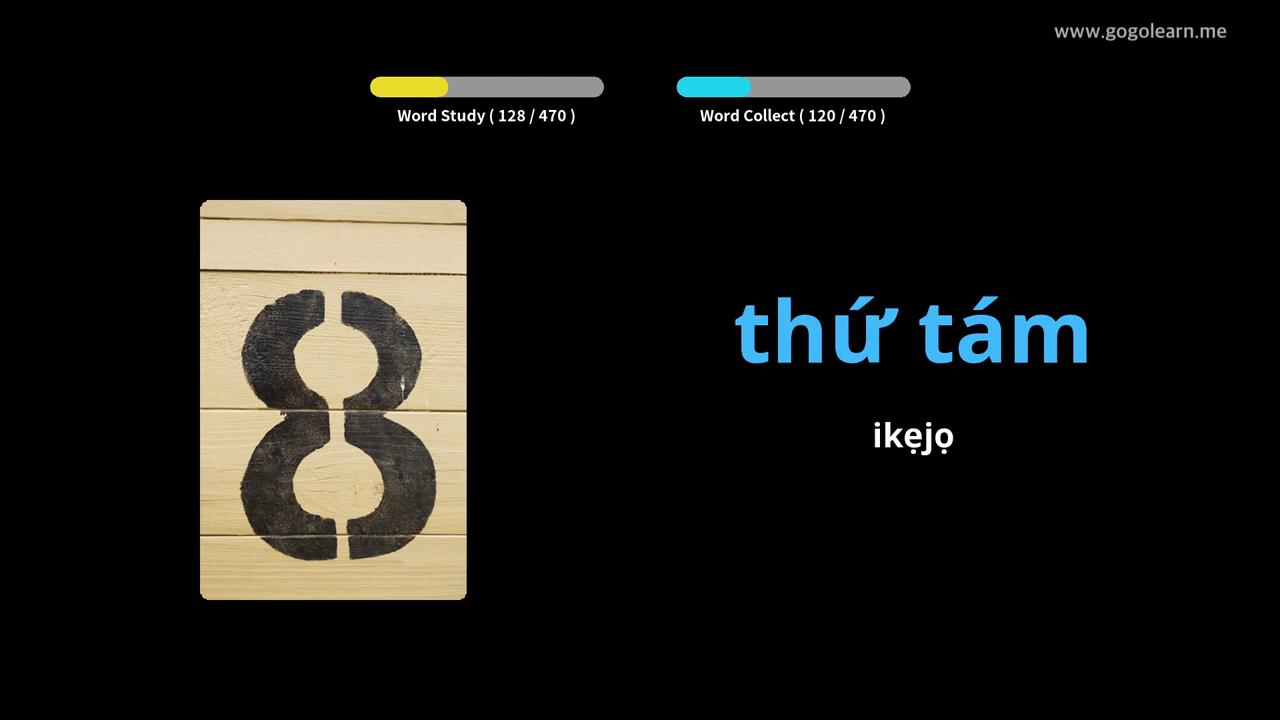 www.gogolearn.me
Word Study ( 128 / 470 )
Word Collect ( 120 / 470 )
8
thứ tám
ikẹjọ